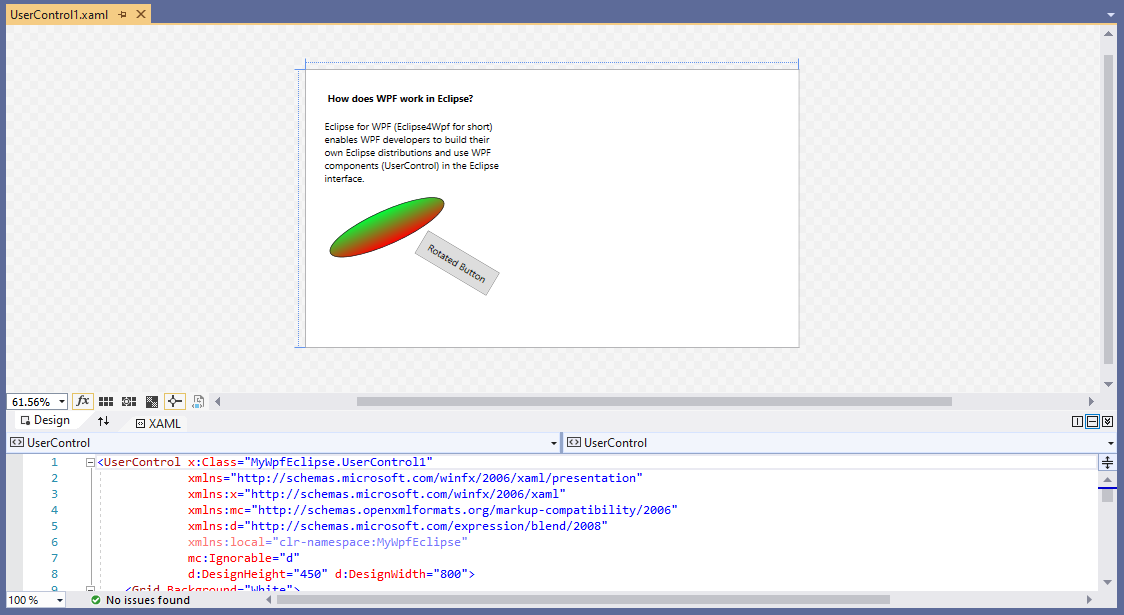 UserControl1.xaml
How does WPF work in Eclipse?
Eclipse for WPF (Eclipse4Wpf for short)
enables WPF developers to build their
own Eclipse distributions and use WPF
components (UserControl) in the Eclipse
interface.
Rotated Button
61.56% fx
Design XAML
UserControl UserControl
1 <UserControl x:Class="MyWpfEclipse.UserControl1"
2 xmlns="http://schemas.microsoft.com/winfx/2006/xaml/presentation"
3 xmlns:x="http://schemas.microsoft.com/winfx/2006/xaml"
4 xmlns:mc="http://schemas.openxmlformats.org/markup-compatibility/2006"
5 xmlns:d="http://schemas.microsoft.com/expression/blend/2008"
6 xmlns:local="clr-namespace:MyWpfEclipse"
7 mc:Ignorable="d"
8 d:DesignHeight="450" d:DesignWidth="800">
9 <Grid Background="White">
100 % No issues found